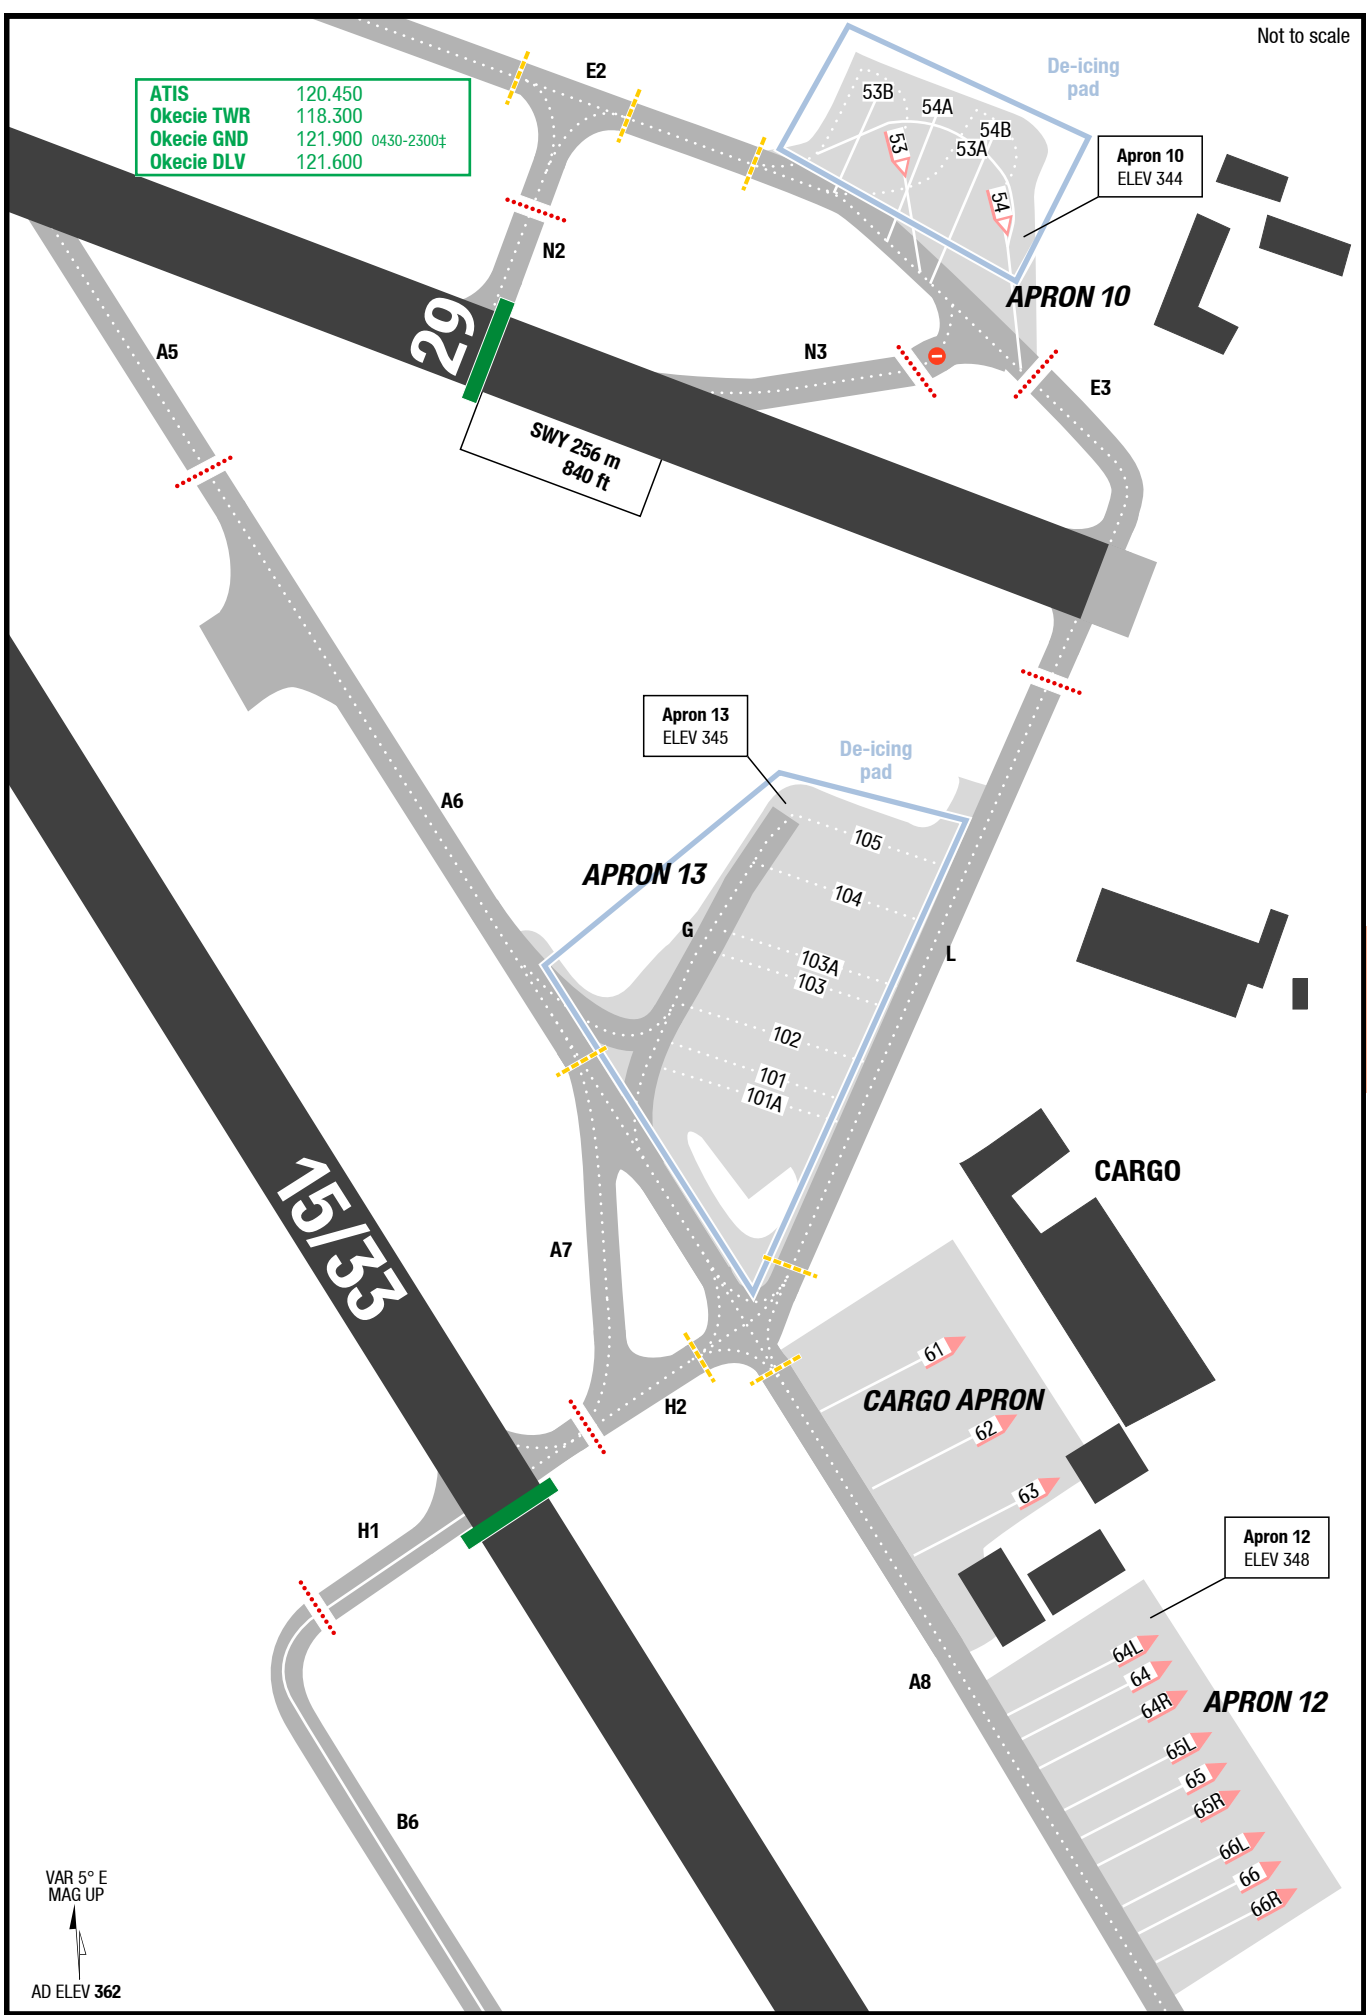 Not to scale
E2
De-icing
pad
ATIS 120.450
Okecie TWR 118.300
Okecie GND 121.900 0430-2300‡
Okecie DLV 121.600
53B
54A
54B
53A
53
54
Apron 10
ELEV 344
N2
APRON 10
29
A5
N3
E3
SWY 256 m
840 ft
Apron 13
ELEV 345
De-icing
pad
A6
105
APRON 13
104
G
L
103A
103
102
101
101A
CARGO
15/33
A7
61
CARGO APRON
H2
62
63
H1
Apron 12
ELEV 348
64L
64
64R
A8
APRON 12
65L
65
65R
B6
66L
66
66R
VAR 5° E
MAG UP
AD ELEV 362